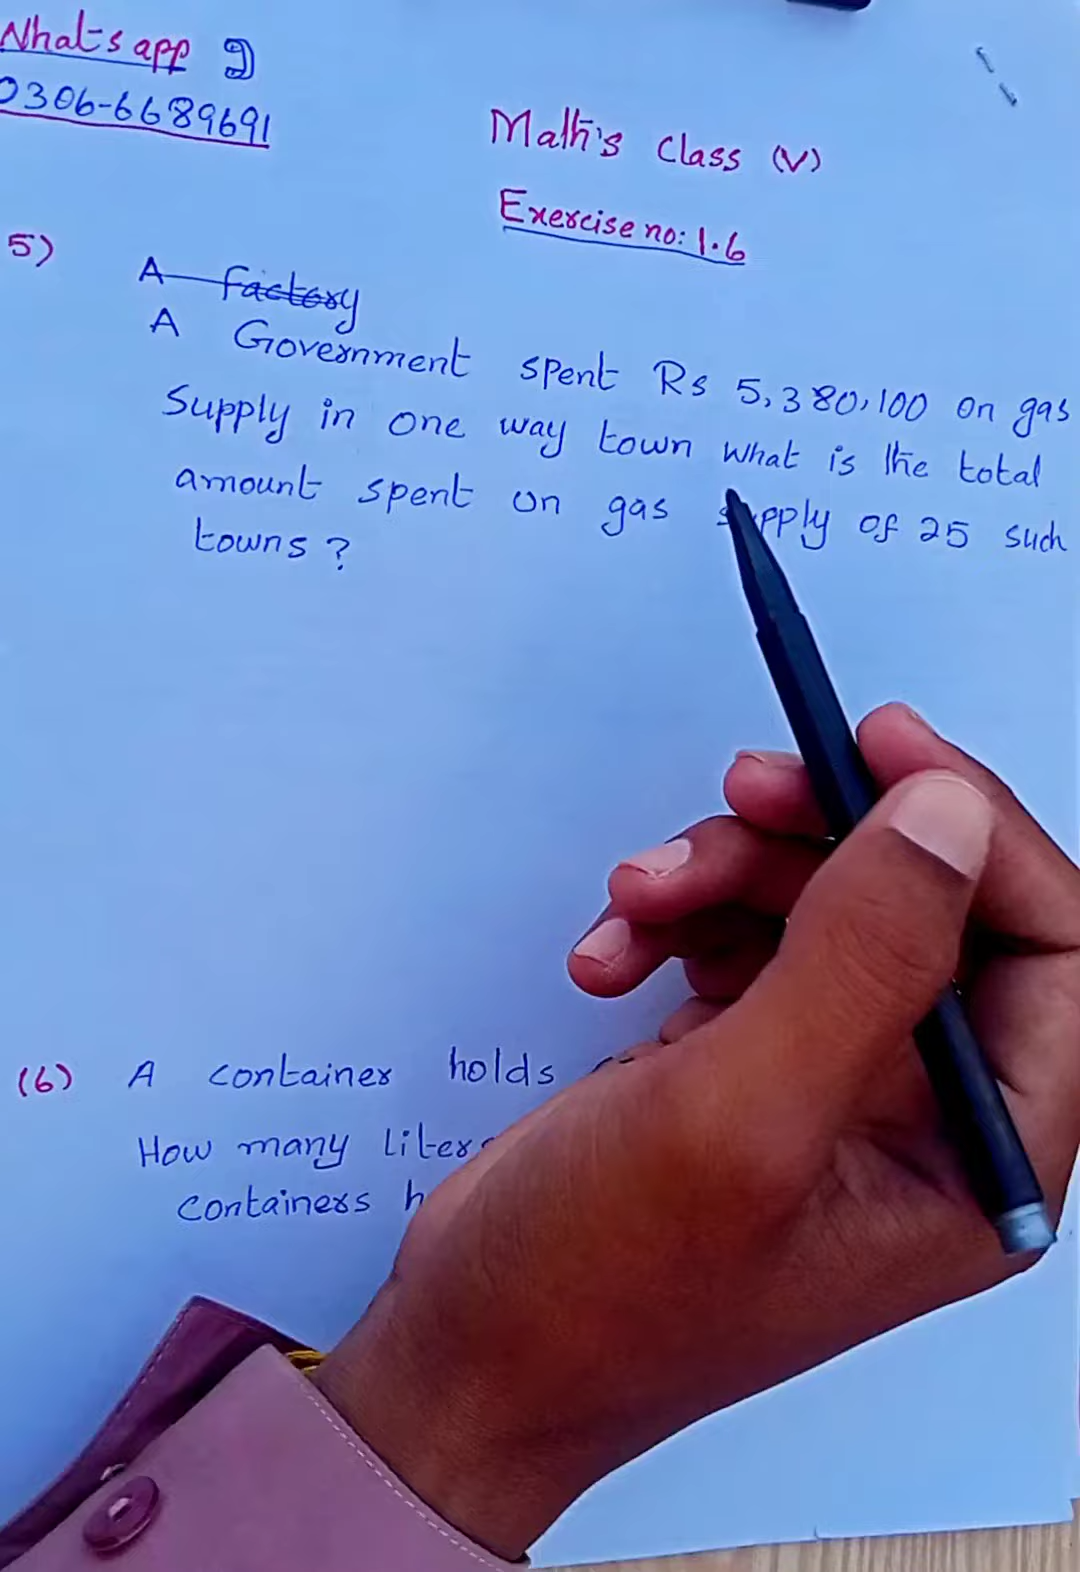 Whatsapp
0306-6689691
Math's Class (V)
Exercise no: 1.6
5)
A factory
A Government spent Rs 5,380,100 on gas
Supply in one way town what is the total
amount spent on gas supply of 25 such
towns?
(6) A container holds
How many liters
containers h